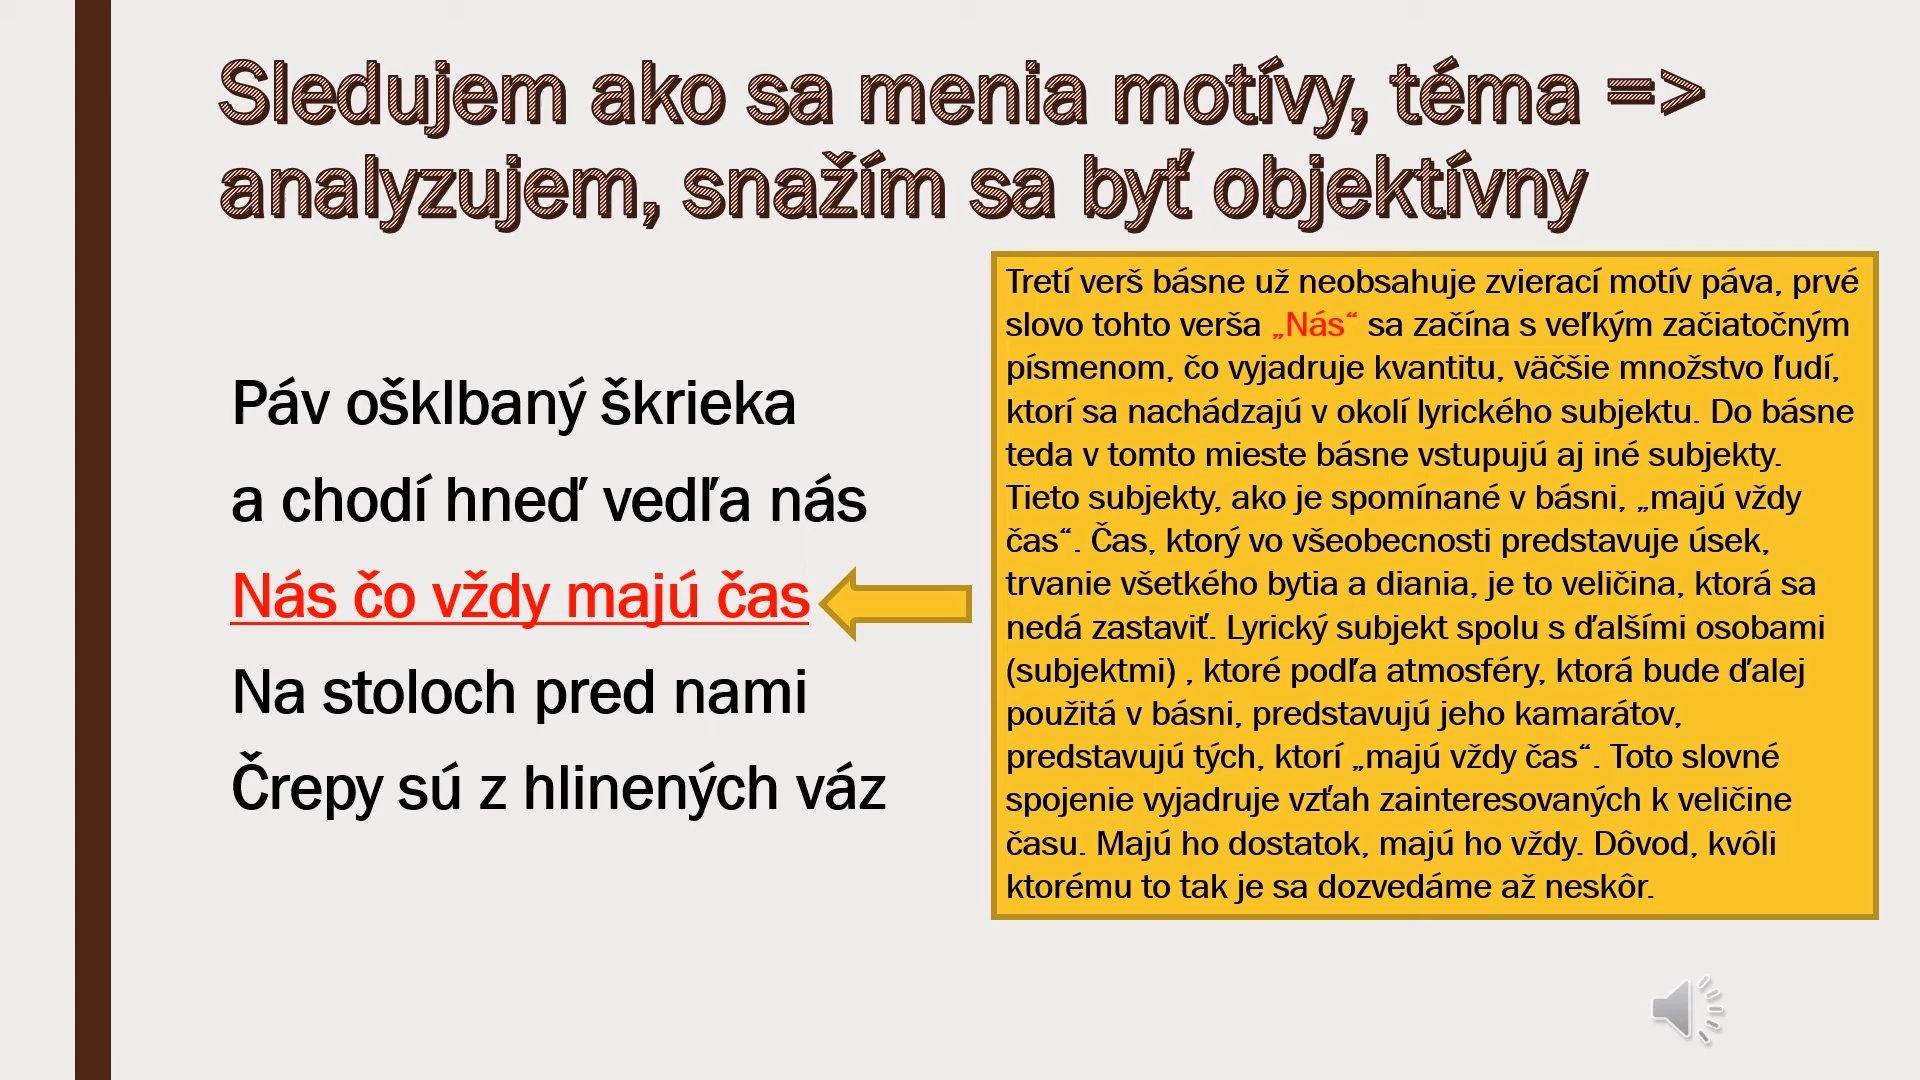 Sledujem ako sa menia motívy, téma =>
analyzujem, snažím sa byť objektívny
Páv ošklbaný škrieka
a chodí hneď vedľa nás
Nás čo vždy majú čas
Na stoloch pred nami
Črepy sú z hlinených váz
Tretí verš básne už neobsahuje zvierací motív páva, prvé
slovo tohto verša „Nás“ sa začína s veľkým začiatočným
písmenom, čo vyjadruje kvantitu, väčšie množstvo ľudí,
ktorí sa nachádzajú v okolí lyrického subjektu. Do básne
teda v tomto mieste básne vstupujú aj iné subjekty.
Tieto subjekty, ako je spomínané v básni, „majú vždy
čas“. Čas, ktorý vo všeobecnosti predstavuje úsek,
trvanie všetkého bytia a diania, je to veličina, ktorá sa
nedá zastaviť. Lyrický subjekt spolu s ďalšími osobami
(subjektmi) , ktoré podľa atmosféry, ktorá bude ďalej
použitá v básni, predstavujú jeho kamarátov,
predstavujú tých, ktorí „majú vždy čas“. Toto slovné
spojenie vyjadruje vzťah zainteresovaných k veličine
času. Majú ho dostatok, majú ho vždy. Dôvod, kvôli
ktorému to tak je sa dozvedáme až neskôr.